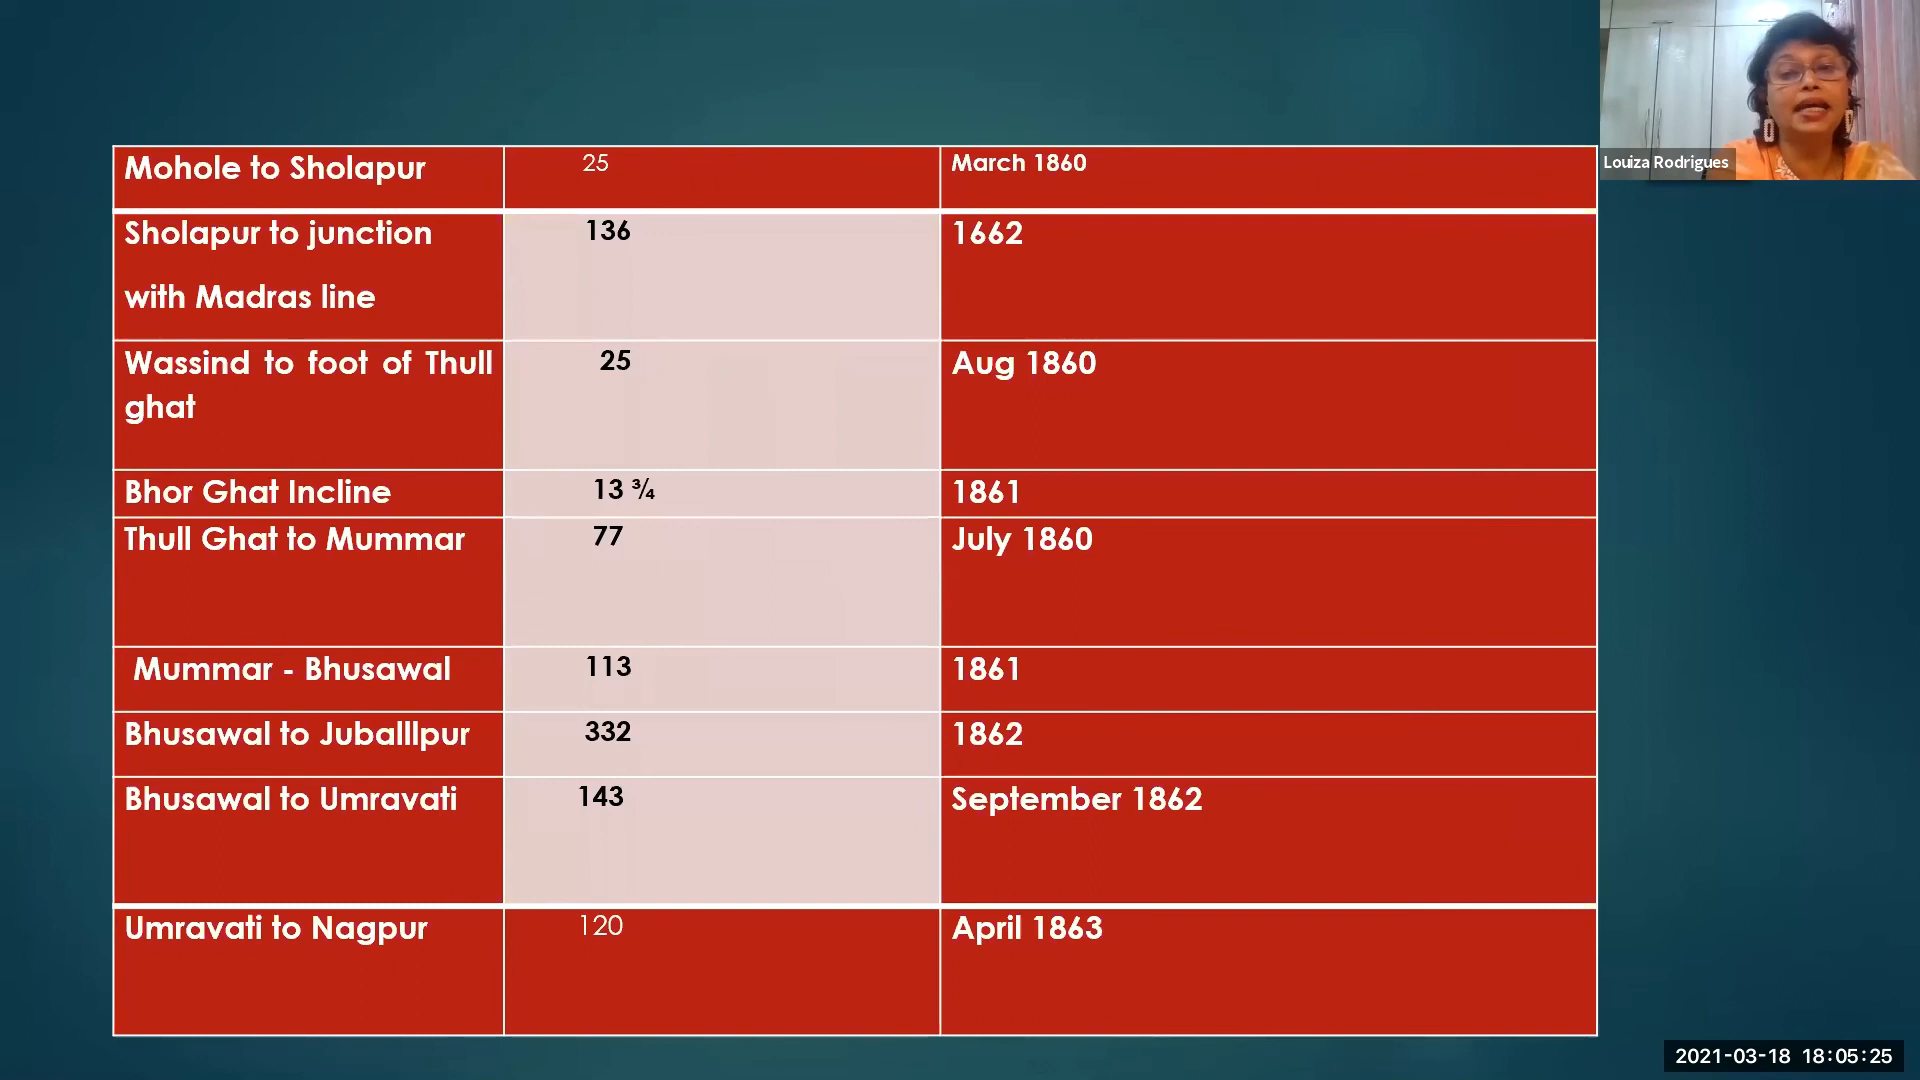 Mohole to Sholapur 25 March 1860
Sholapur to junction 136 1662
with Madras line
Wassind to foot of Thull 25 Aug 1860
ghat
Bhor Ghat Incline 13 ¾ 1861
Thull Ghat to Mummar 77 July 1860
Mummar - Bhusawal 113 1861
Bhusawal to Juballlpur 332 1862
Bhusawal to Umravati 143 September 1862
Umravati to Nagpur 120 April 1863
Louiza Rodrigues
2021-03-18 18:05:25